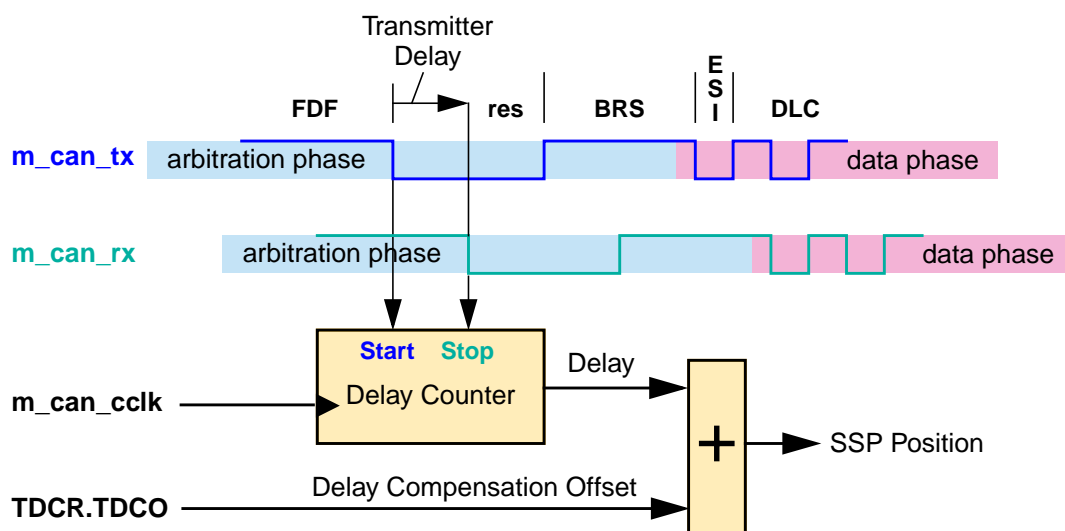 Transmitter
Delay
FDF
res
BRS
E
S
I
DLC
m_can_tx
arbitration phase
data phase
m_can_rx
arbitration phase
data phase
Start
Stop
Delay Counter
Delay
m_can_cclk
+
SSP Position
Delay Compensation Offset
TDCR.TDCO